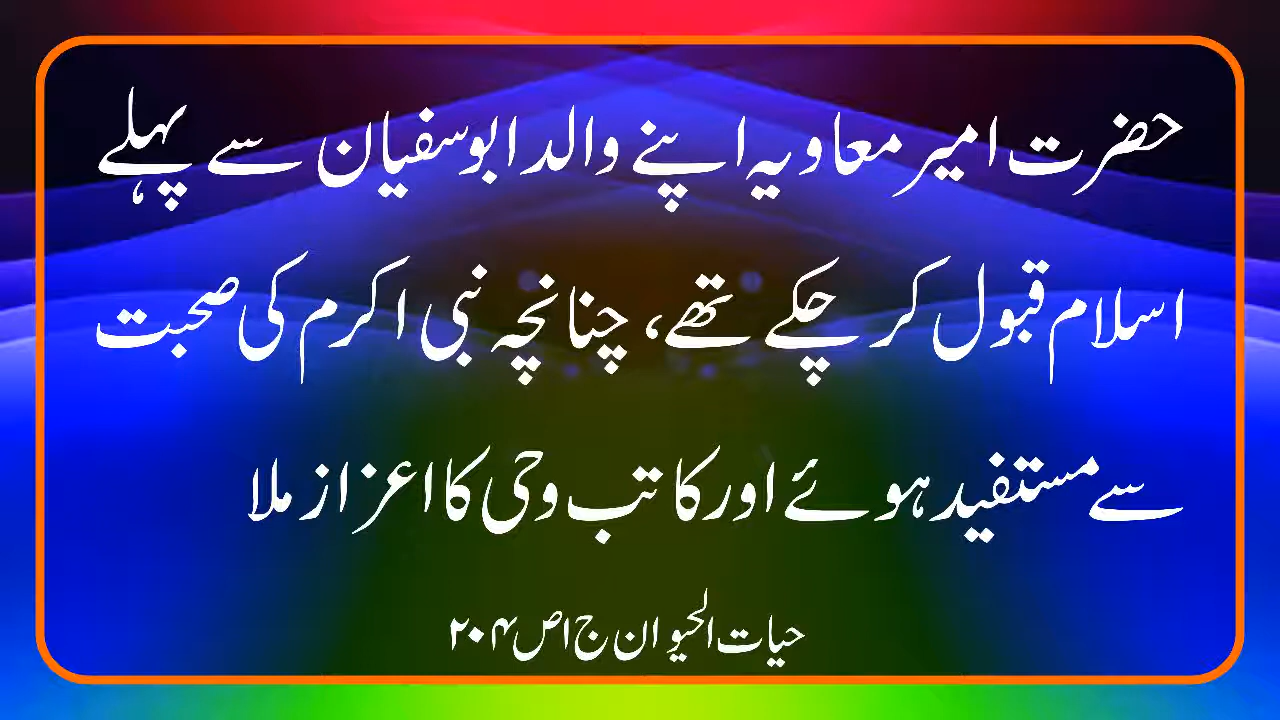 حضرت امیر معاویہ اپنے والد ابوسفیان سے پہلے
اسلام قبول کر چکے تھے، چنانچہ نبی اکرم کی صحبت
سے مستفید ہوئے اور کاتب وحی کا اعزاز ملا
حیات الحیوان ج ۱ ص ۲۰۴